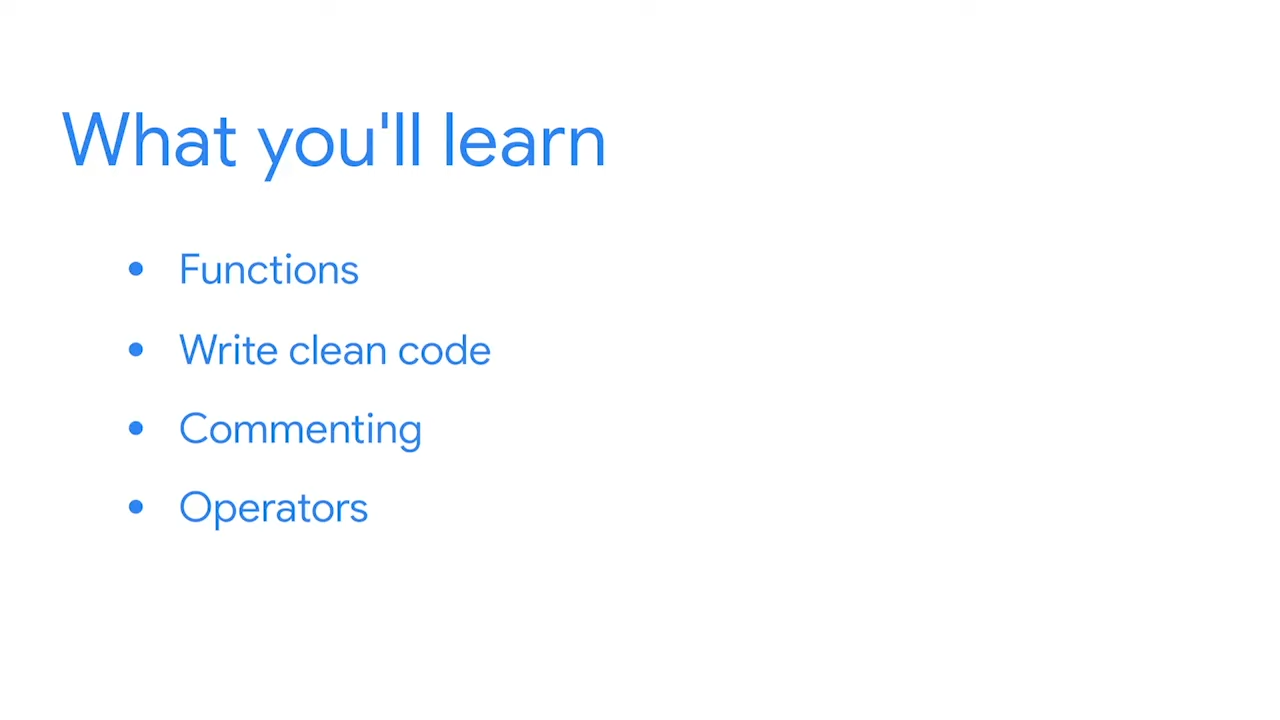 What you'll learn
• Functions
• Write clean code
• Commenting
• Operators